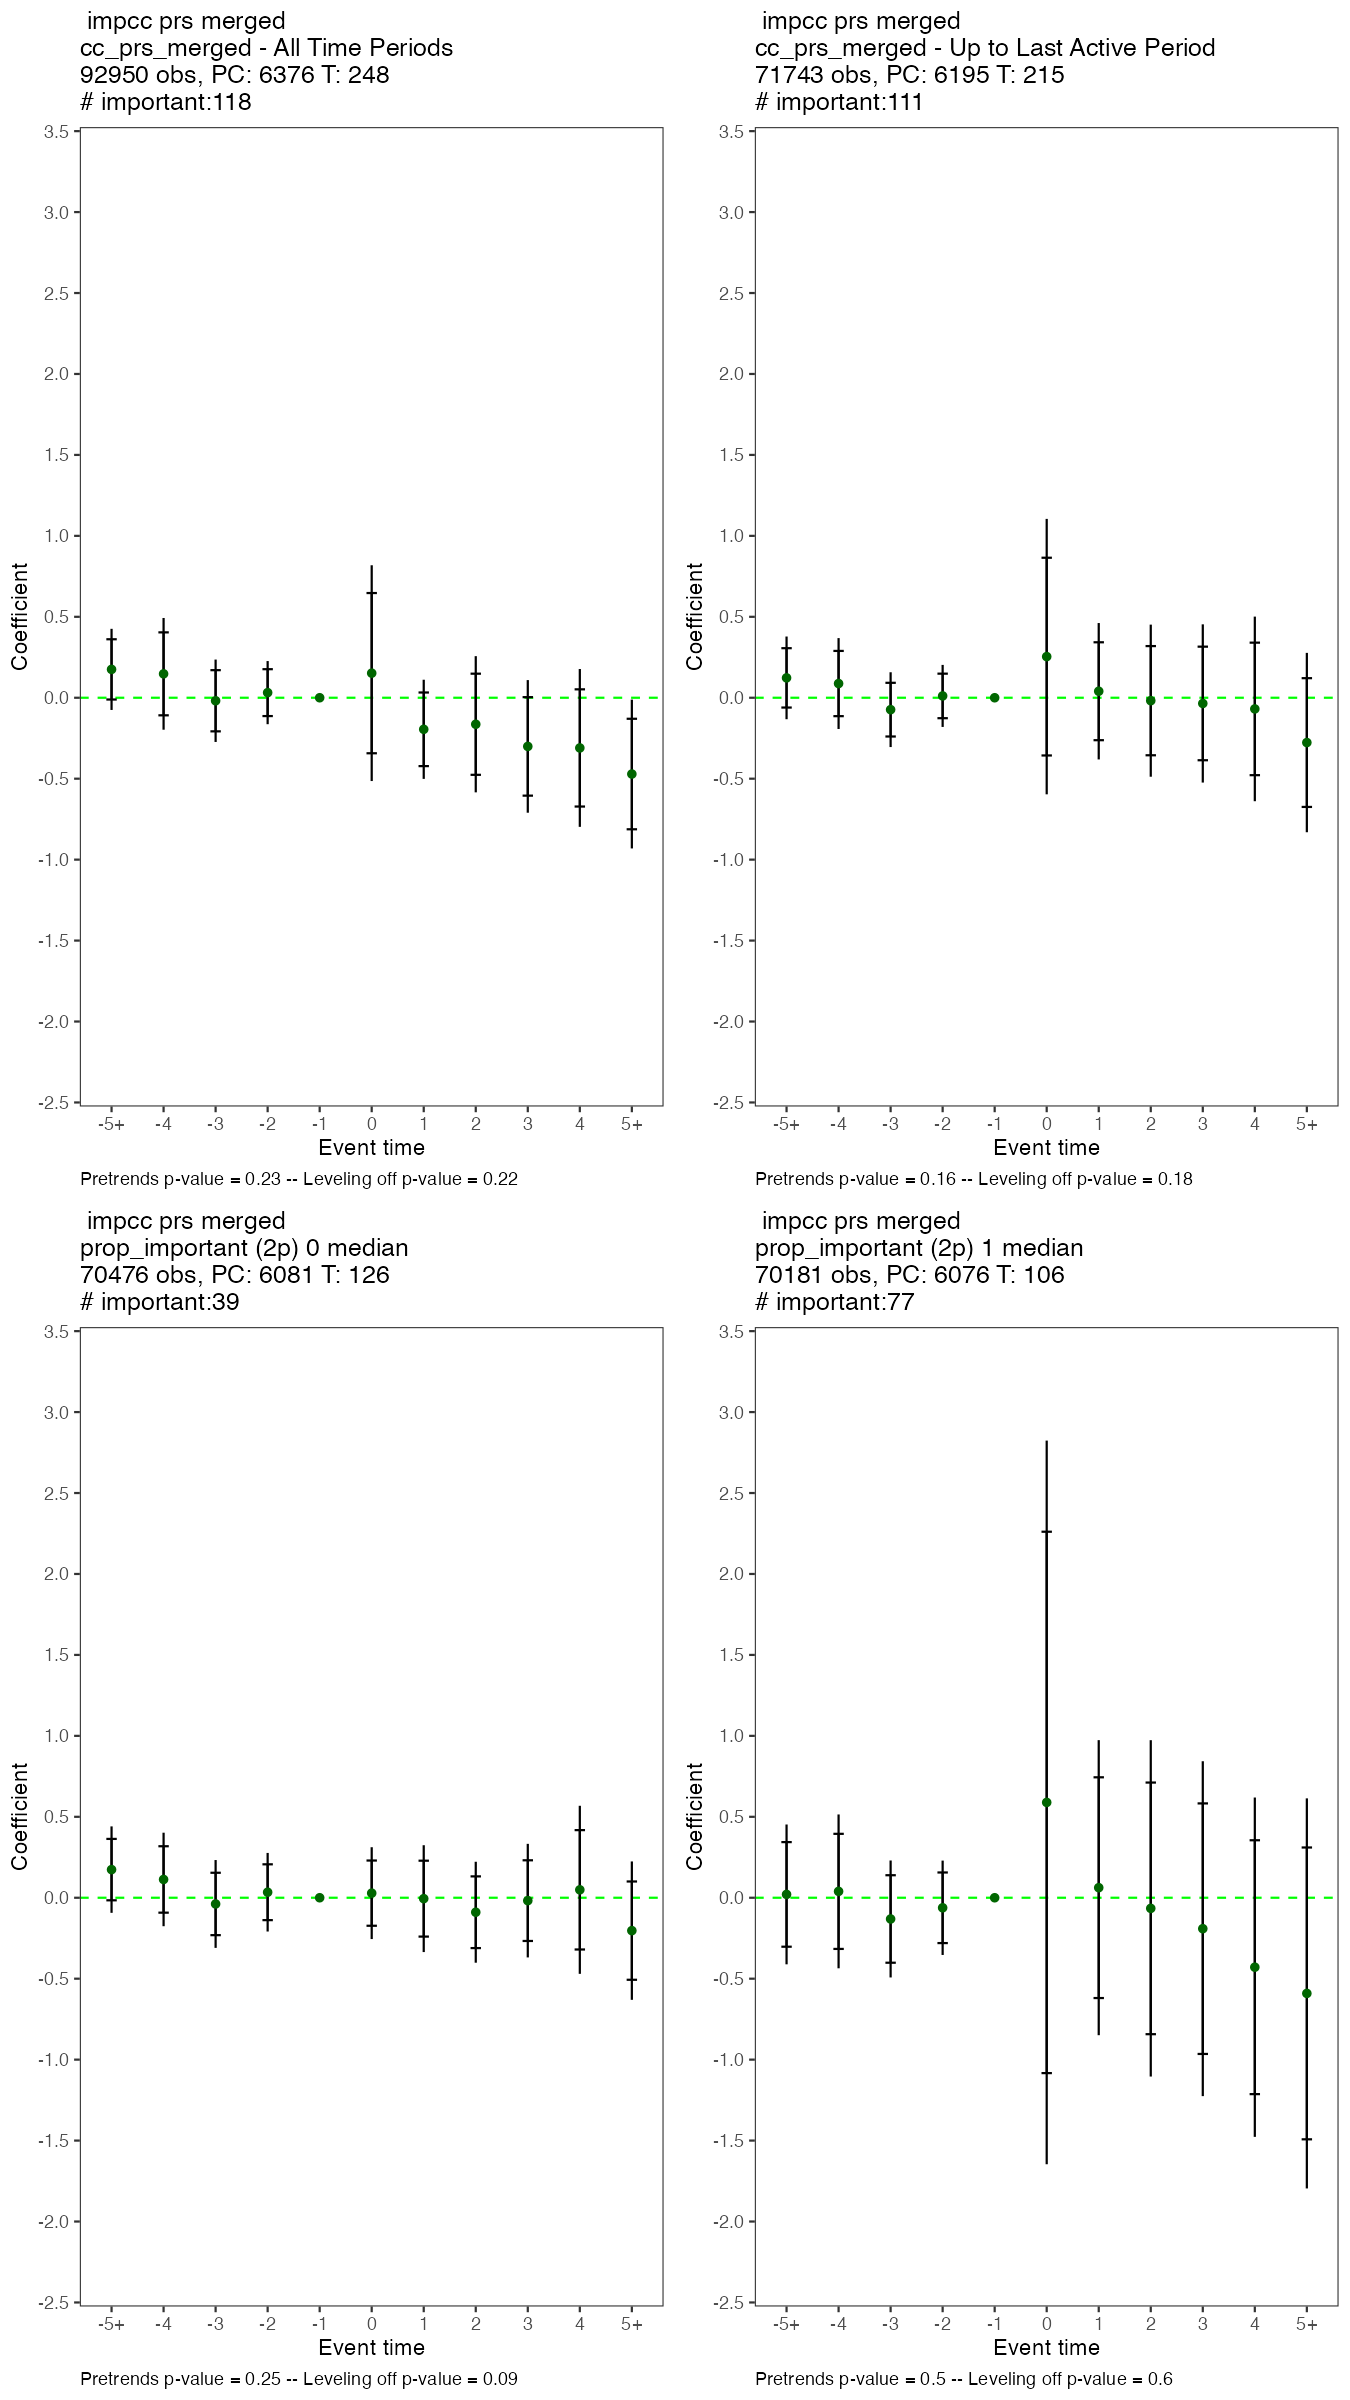 impcc prs merged
cc_prs_merged - All Time Periods
92950 obs, PC: 6376 T: 248
# important:118
3.5
3.0
2.5
2.0
1.5
1.0
0.5
0.0
-0.5
-1.0
-1.5
-2.0
-2.5
Coefficient
-5+ -4 -3 -2 -1 0 1 2 3 4 5+
Event time
Pretrends p-value = 0.23 -- Leveling off p-value = 0.22
impcc prs merged
cc_prs_merged - Up to Last Active Period
71743 obs, PC: 6195 T: 215
# important:111
3.5
3.0
2.5
2.0
1.5
1.0
0.5
0.0
-0.5
-1.0
-1.5
-2.0
-2.5
Coefficient
-5+ -4 -3 -2 -1 0 1 2 3 4 5+
Event time
Pretrends p-value = 0.16 -- Leveling off p-value = 0.18
impcc prs merged
prop_important (2p) 0 median
70476 obs, PC: 6081 T: 126
# important:39
3.5
3.0
2.5
2.0
1.5
1.0
0.5
0.0
-0.5
-1.0
-1.5
-2.0
-2.5
Coefficient
-5+ -4 -3 -2 -1 0 1 2 3 4 5+
Event time
Pretrends p-value = 0.25 -- Leveling off p-value = 0.09
impcc prs merged
prop_important (2p) 1 median
70181 obs, PC: 6076 T: 106
# important:77
3.5
3.0
2.5
2.0
1.5
1.0
0.5
0.0
-0.5
-1.0
-1.5
-2.0
-2.5
Coefficient
-5+ -4 -3 -2 -1 0 1 2 3 4 5+
Event time
Pretrends p-value = 0.5 -- Leveling off p-value = 0.6